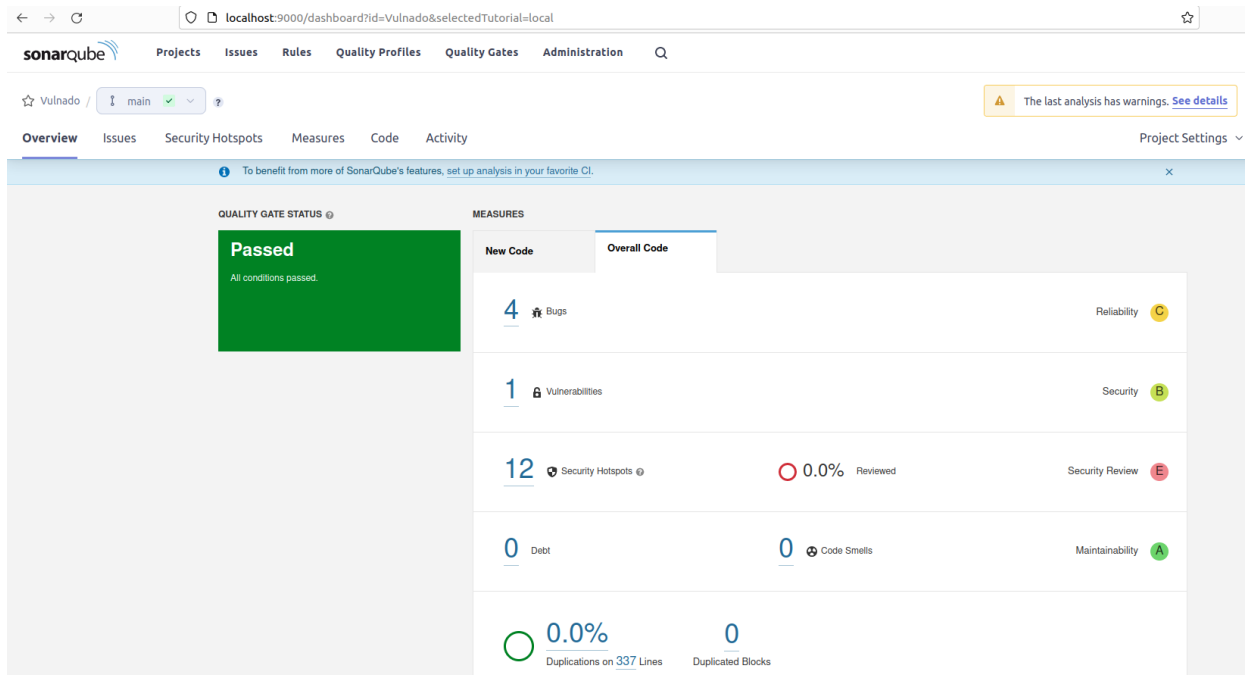 localhost:9000/dashboard?id=Vulnado&selectedTutorial=local
sonarqube Projects Issues Rules Quality Profiles Quality Gates Administration
Vulnado / main ?
The last analysis has warnings. See details
Overview Issues Security Hotspots Measures Code Activity Project Settings
To benefit from more of SonarQube's features, set up analysis in your favorite CI.
QUALITY GATE STATUS ?
MEASURES
Passed
All conditions passed.
New Code Overall Code
4 Bugs Reliability C
1 Vulnerabilities Security B
12 Security Hotspots ? 0.0% Reviewed Security Review E
0 Debt 0 Code Smells Maintainability A
0.0% 0
Duplications on 337 Lines Duplicated Blocks